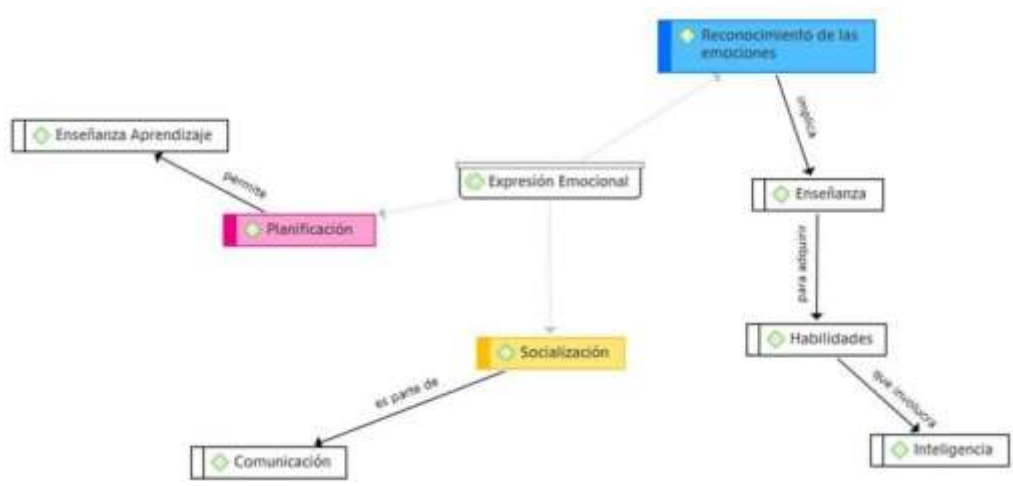 Reconocimiento de las
emociones
implica
Enseñanza Aprendizaje
permite
Expresión Emocional
Enseñanza
Planificación
para adquirir
Socialización
Habilidades
es parte de
que involucra
Comunicación
Inteligencia